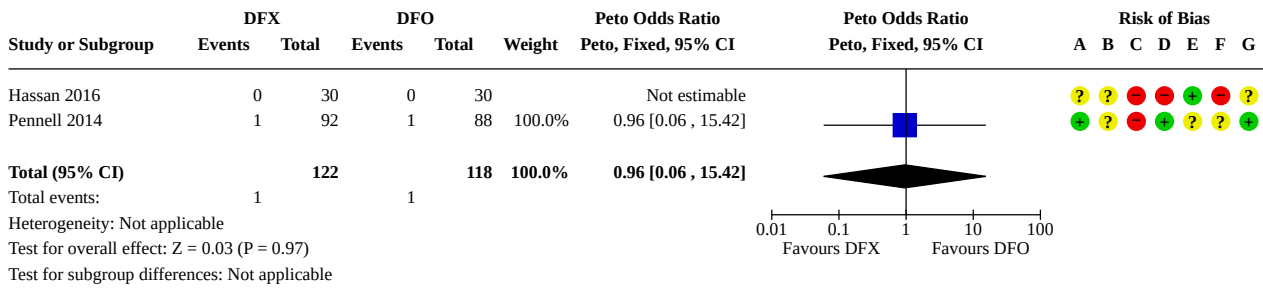 DFX DFO Peto Odds Ratio Peto Odds Ratio Risk of Bias
Study or Subgroup Events Total Events Total Weight Peto, Fixed, 95% CI Peto, Fixed, 95% CI A B C D E F G
Hassan 2016 0 30 0 30 Not estimable ? ? − − + − ?
Pennell 2014 1 92 1 88 100.0% 0.96 [0.06 , 15.42] + ? − + ? ? +
Total (95% CI) 122 118 100.0% 0.96 [0.06 , 15.42]
Total events: 1 1
Heterogeneity: Not applicable
Test for overall effect: Z = 0.03 (P = 0.97)
Test for subgroup differences: Not applicable
0.01 0.1 1 10 100
Favours DFX Favours DFO